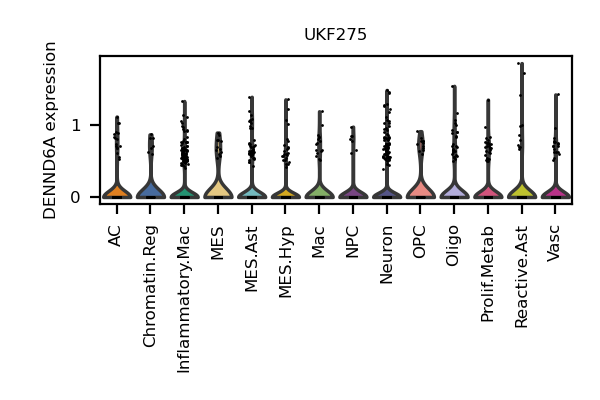 UKF275
DENND6A expression
1
0
AC
Chromatin.Reg
Inflammatory.Mac
MES
MES.Ast
MES.Hyp
Mac
NPC
Neuron
OPC
Oligo
Prolif.Metab
Reactive.Ast
Vasc